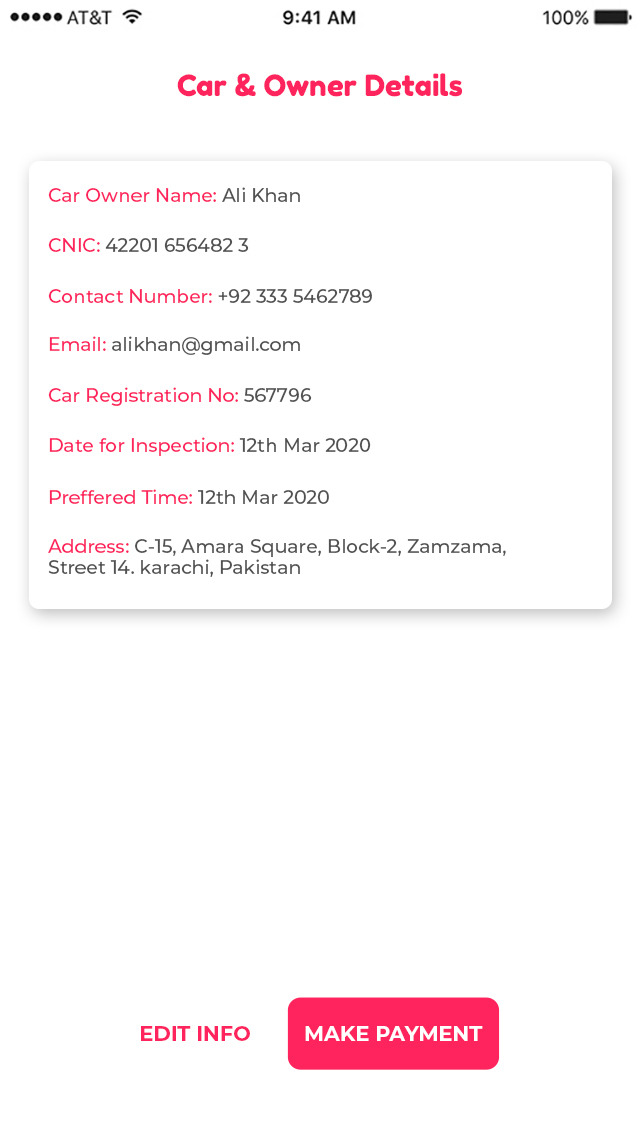 AT&T 9:41 AM 100%
Car & Owner Details
Car Owner Name: Ali Khan
CNIC: 42201 656482 3
Contact Number: +92 333 5462789
Email: alikhan@gmail.com
Car Registration No: 567796
Date for Inspection: 12th Mar 2020
Preffered Time: 12th Mar 2020
Address: C-15, Amara Square, Block-2, Zamzama,
Street 14. karachi, Pakistan
EDIT INFO MAKE PAYMENT